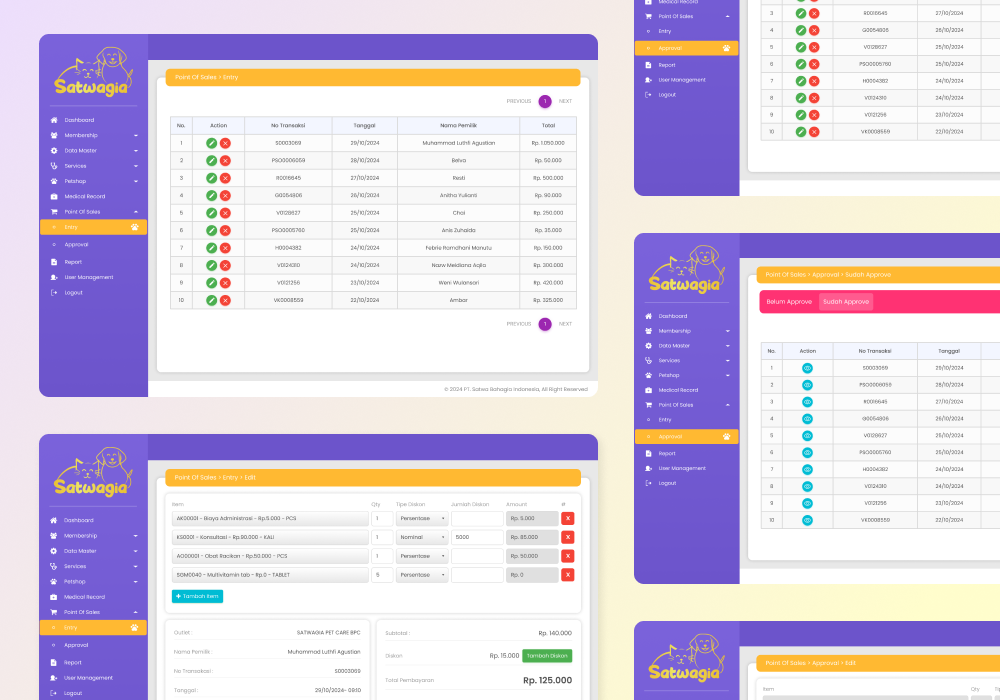 Satwagia
Dashboard
Membership
Data Master
Services
Petshop
Medical Record
Point Of Sales
Entry
Approval
Report
User Management
Logout
Point Of Sales > Entry
PREVIOUS 1 NEXT
No. Action No Transaksi Tanggal Nama Pemilik Total
1 S0003069 29/10/2024 Muhammad Luthfi Agustian Rp. 1.050.000
2 PSO0006059 28/10/2024 Belva Rp. 50.000
3 R0016645 27/10/2024 Resti Rp. 500.000
4 G0054806 26/10/2024 Anitha Yulianti Rp. 90.000
5 V0128627 25/10/2024 Chai Rp. 250.000
6 PSO0005760 25/10/2024 Anis Zuhaida Rp. 35.000
7 H0004382 24/10/2024 Febrie Ramdhani Manutu Rp. 150.000
8 V0124310 24/10/2024 Nazw Meidiana Aqila Rp. 300.000
9 V0121256 23/10/2024 Weni Wulansari Rp. 420.000
10 VK0008559 22/10/2024 Ambar Rp. 325.000
PREVIOUS 1 NEXT
© 2024 PT. Satwa Bahagia Indonesia, All Right Reserved
Satwagia
Dashboard
Membership
Data Master
Services
Petshop
Medical Record
Point Of Sales
Entry
Approval
Report
User Management
Logout
Point Of Sales > Entry > Edit
Item Qty Tipe Diskon Jumlah Diskon Amount #
AK00001 - Biaya Administrasi - Rp.5.000 - PCS 1 Persentase Rp. 5.000 X
KS0001 - Konsultasi - Rp.90.000 - KALI 1 Nominal 5000 Rp. 85.000 X
AO00001 - Obat Racikan - Rp.50.000 - PCS 1 Persentase Rp. 50.000 X
SGM0040 - Multivitamin tab - Rp.0 - TABLET 5 Persentase Rp. 0 X
+ Tambah Item
Outlet : SATWAGIA PET CARE BPC
Nama Pemilik : Muhammad Luthfi Agustian
No Transaksi : S0003069
Tanggal : 29/10/2024- 09:10
Subtotal : Rp. 140.000
Diskon Rp. 15.000 Tambah Diskon
Total Pembayaran Rp. 125.000
Medical Record
Point Of Sales
Entry
Approval
Report
User Management
Logout
3 R0016645 27/10/2024
4 G0054806 26/10/2024
5 V0128627 25/10/2024
6 PSO0005760 25/10/2024
7 H0004382 24/10/2024
8 V0124310 24/10/2024
9 V0121256 23/10/2024
10 VK0008559 22/10/2024
Satwagia
Dashboard
Membership
Data Master
Services
Petshop
Medical Record
Point Of Sales
Entry
Approval
Report
User Management
Logout
Point Of Sales > Approval > Sudah Approve
Belum Approve Sudah Approve
No. Action No Transaksi Tanggal
1 S0003069 29/10/2024
2 PSO0006059 28/10/2024
3 R0016645 27/10/2024
4 G0054806 26/10/2024
5 V0128627 25/10/2024
6 PSO0005760 25/10/2024
7 H0004382 24/10/2024
8 V0124310 24/10/2024
9 V0121256 23/10/2024
10 VK0008559 22/10/2024
Satwagia
Point Of Sales > Approval > Edit
Item Qty